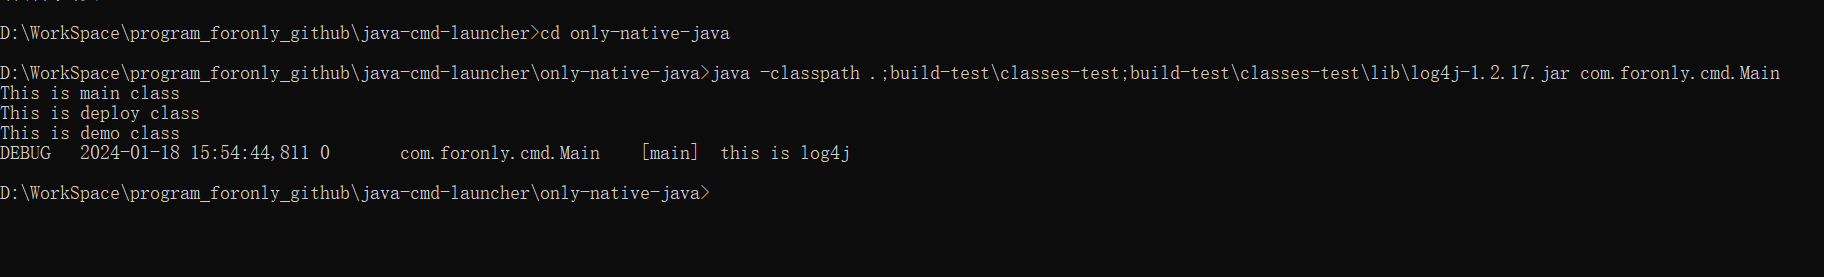 D:\WorkSpace\program_foronly_github\java-cmd-launcher>cd only-native-java
D:\WorkSpace\program_foronly_github\java-cmd-launcher\only-native-java>java -classpath .;build-test\classes-test;build-test\classes-test\lib\log4j-1.2.17.jar com.foronly.cmd.Main
This is main class
This is deploy class
This is demo class
DEBUG   2024-01-18 15:54:44,811 0       com.foronly.cmd.Main    [main]  this is log4j
D:\WorkSpace\program_foronly_github\java-cmd-launcher\only-native-java>